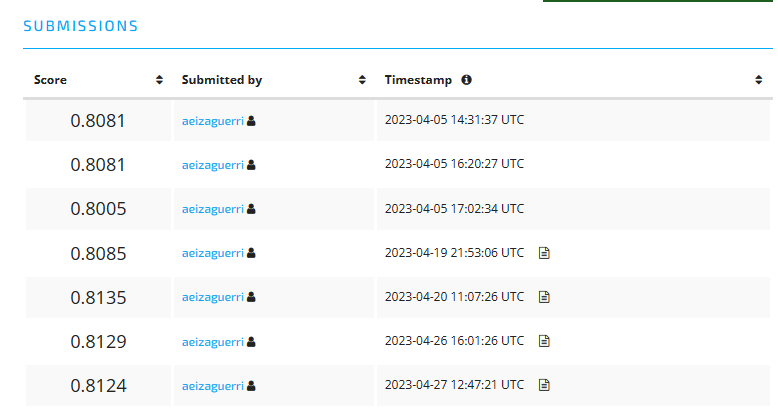 SUBMISSIONS
Score Submitted by Timestamp
0.8081 aeizaguerri 2023-04-05 14:31:37 UTC
0.8081 aeizaguerri 2023-04-05 16:20:27 UTC
0.8005 aeizaguerri 2023-04-05 17:02:34 UTC
0.8085 aeizaguerri 2023-04-19 21:53:06 UTC
0.8135 aeizaguerri 2023-04-20 11:07:26 UTC
0.8129 aeizaguerri 2023-04-26 16:01:26 UTC
0.8124 aeizaguerri 2023-04-27 12:47:21 UTC